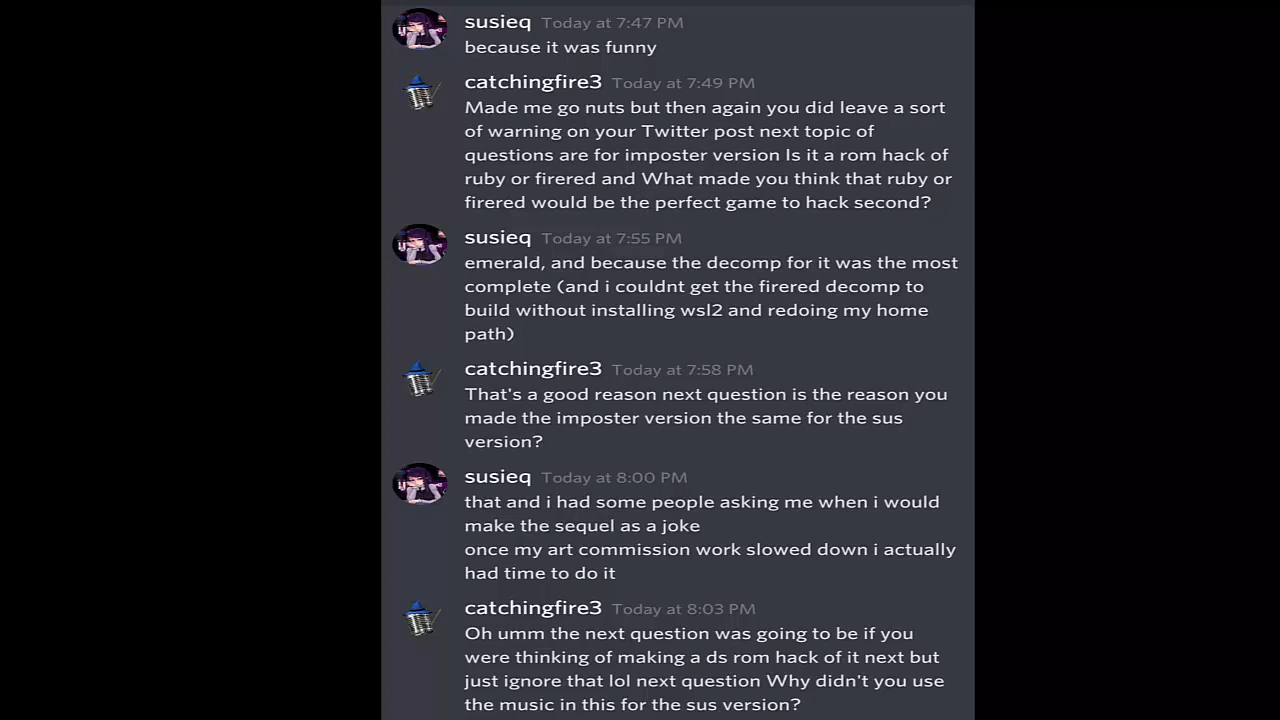 susieq Today at 7:47 PM
because it was funny
catchingfire3 Today at 7:49 PM
Made me go nuts but then again you did leave a sort
of warning on your Twitter post next topic of
questions are for imposter version Is it a rom hack of
ruby or firered and What made you think that ruby or
firered would be the perfect game to hack second?
susieq Today at 7:55 PM
emerald, and because the decomp for it was the most
complete (and i couldnt get the firered decomp to
build without installing wsl2 and redoing my home
path)
catchingfire3 Today at 7:58 PM
That's a good reason next question is the reason you
made the imposter version the same for the sus
version?
susieq Today at 8:00 PM
that and i had some people asking me when i would
make the sequel as a joke
once my art commission work slowed down i actually
had time to do it
catchingfire3 Today at 8:03 PM
Oh umm the next question was going to be if you
were thinking of making a ds rom hack of it next but
just ignore that lol next question Why didn't you use
the music in this for the sus version?